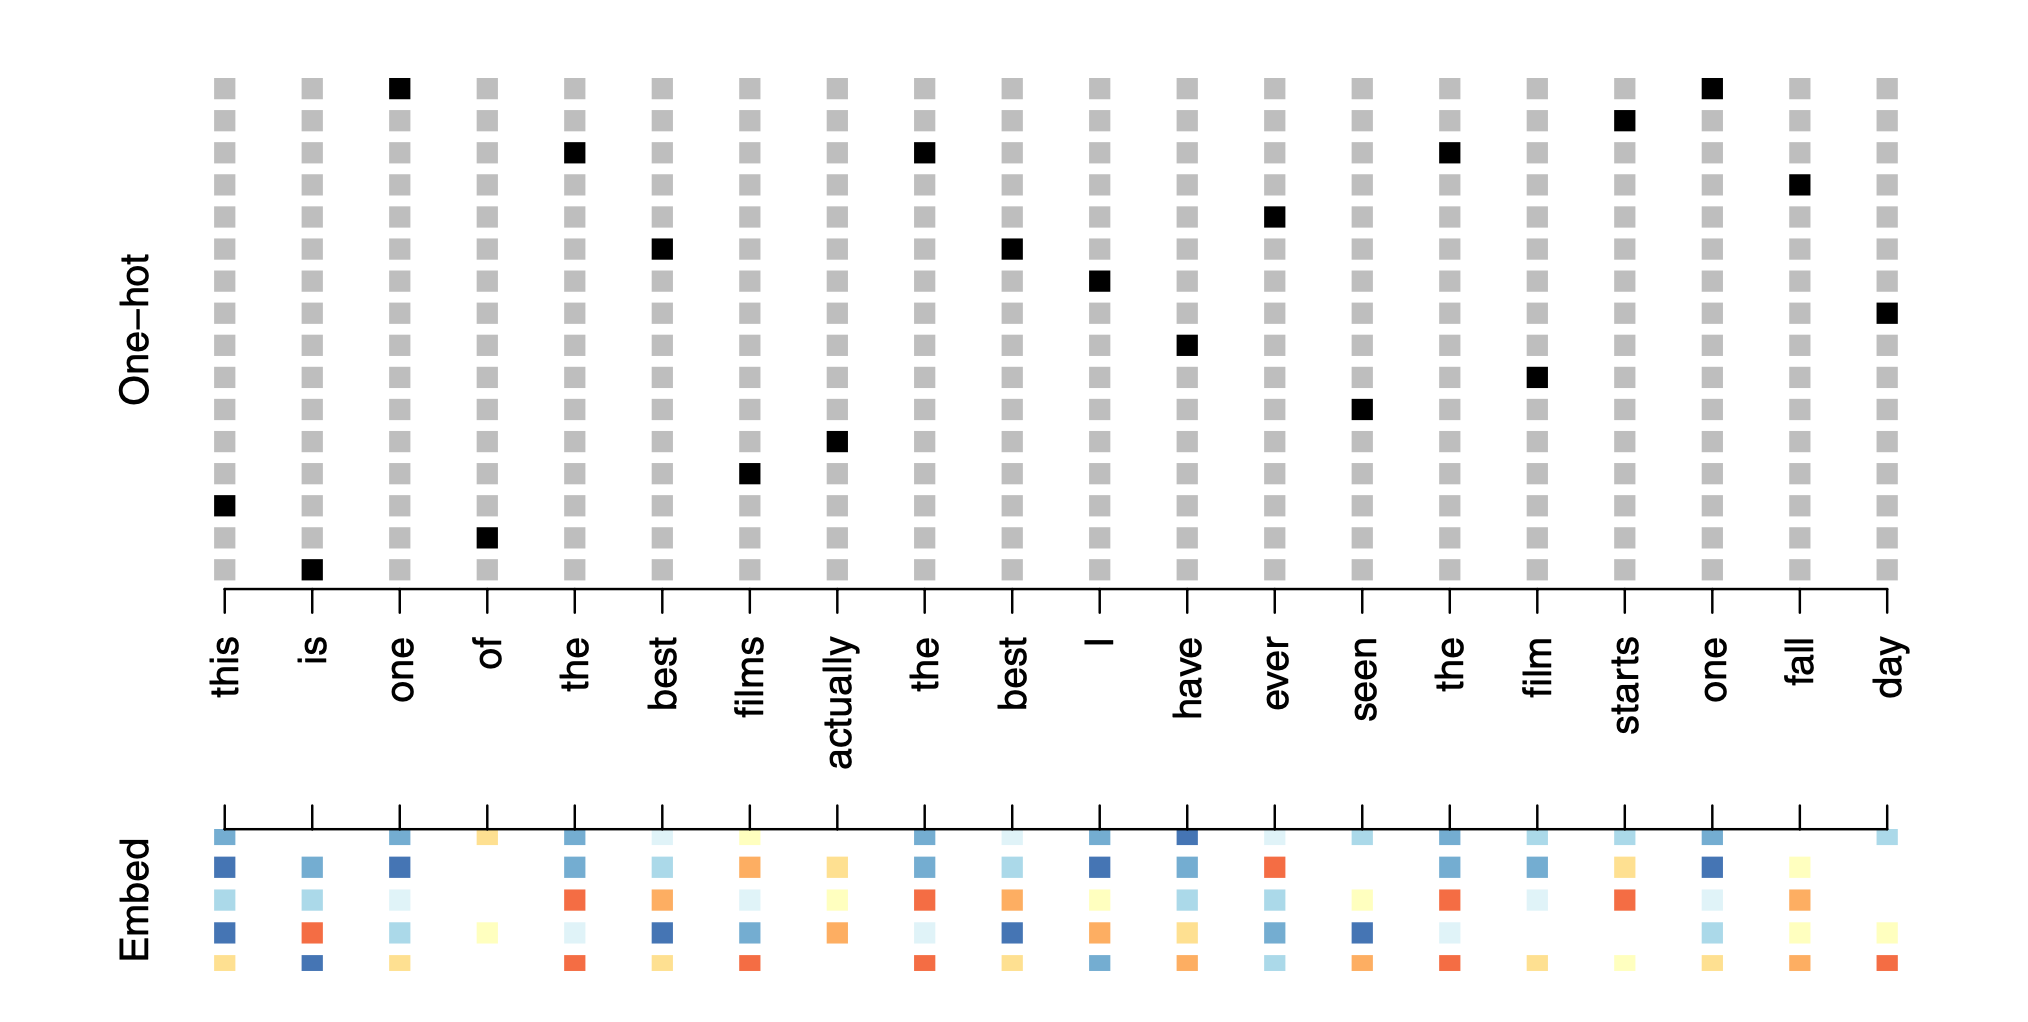 One–hot
this is one of the best films actually the best I have ever seen the film starts one fall day
Embed